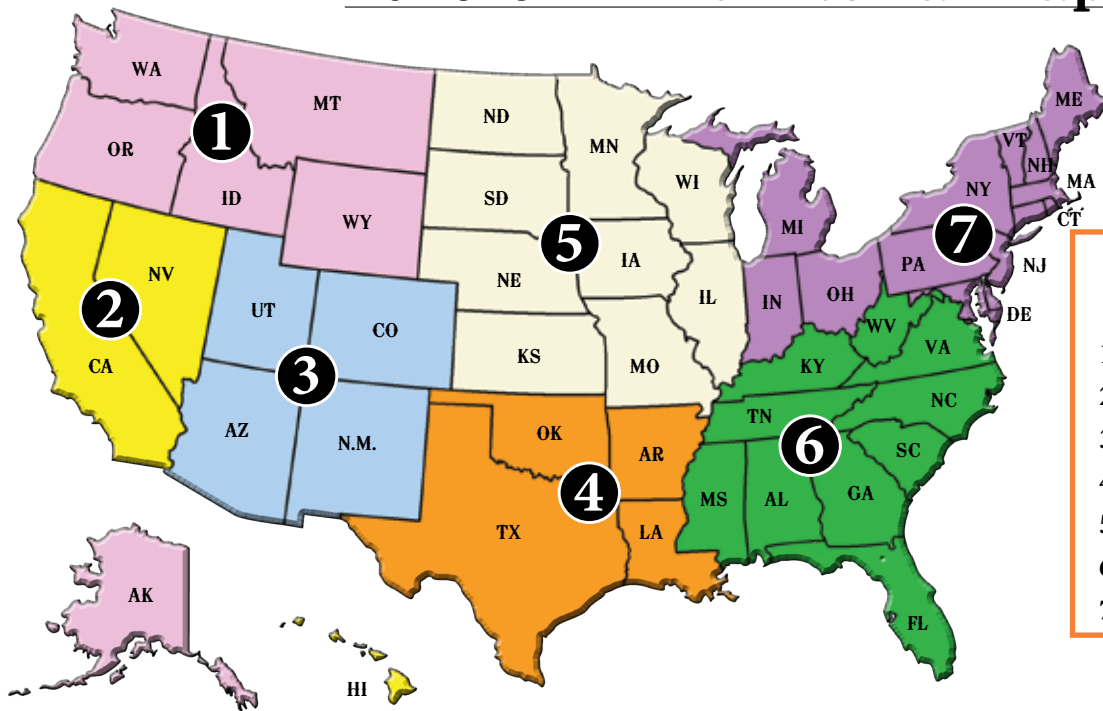 WA
MT
ND
MN
ME
VT
NH
OR
1
ID
WY
SD
WI
NY
MA
CT
MI
7
5
IA
NE
PA
NJ
NV
UT
CO
IL
IN
OH
DE
2
CA
KS
MO
WV
VA
KY
3
AZ
N.M.
OK
AR
TN
NC
6
SC
4
TX
LA
MS
AL
GA
AK
HI
FL